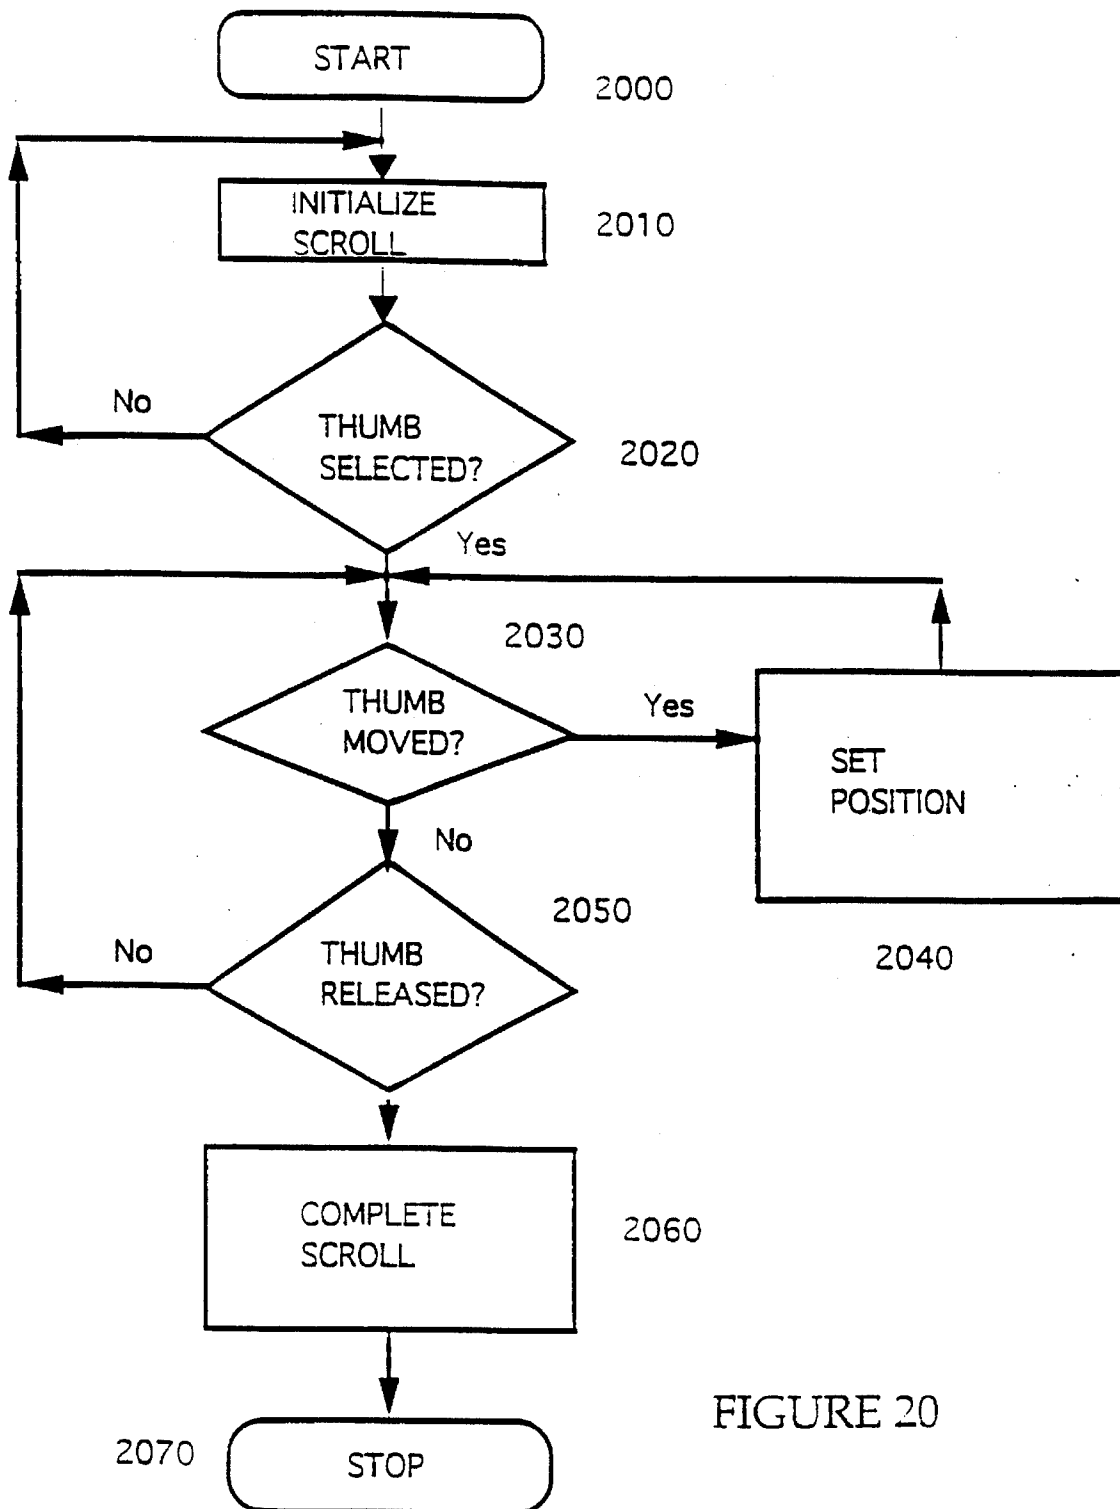 START
2000
INITIALIZE
SCROLL
2010
No
THUMB
SELECTED?
2020
Yes
2030
THUMB
MOVED?
Yes
SET
POSITION
2040
No
2050
THUMB
RELEASED?
No
COMPLETE
SCROLL
2060
FIGURE 20
2070
STOP